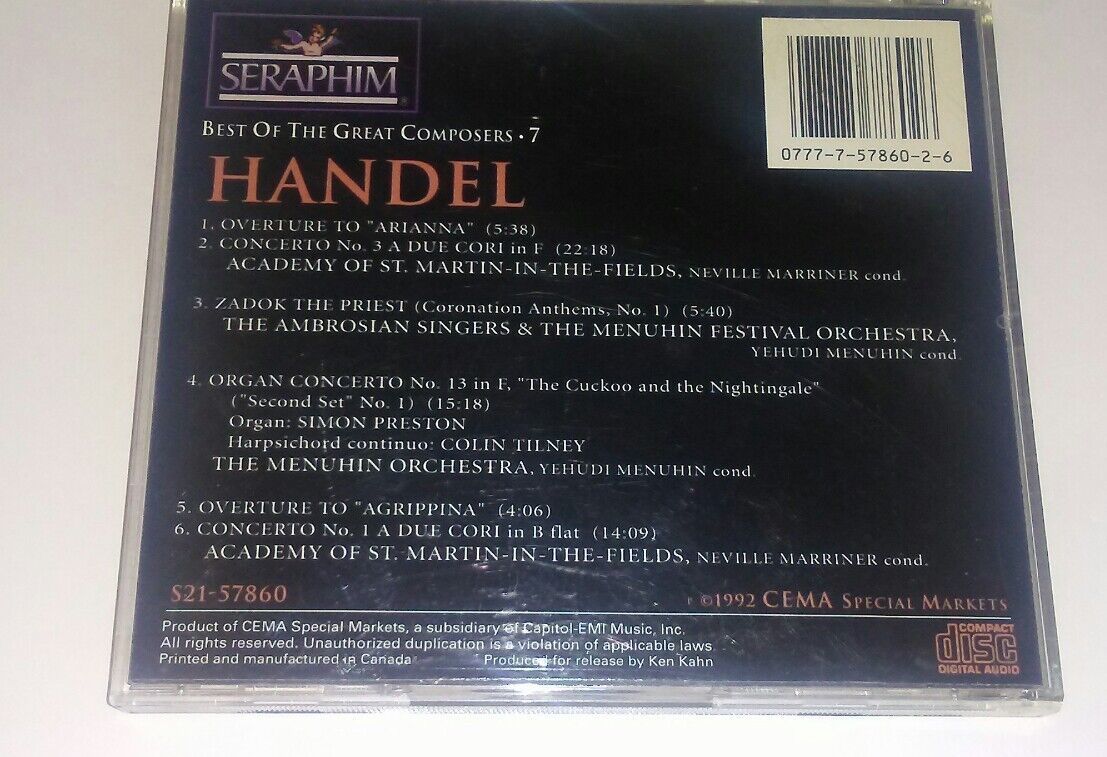 SERAPHIM
BEST OF THE GREAT COMPOSERS • 7
0777-7-57860-2-6
HANDEL
1. OVERTURE TO "ARIANNA" (5:38)
2. CONCERTO No. 3 A DUE CORI in F (22:18)
ACADEMY OF ST. MARTIN-IN-THE-FIELDS, NEVILLE MARRINER cond.
3. ZADOK THE PRIEST (Coronation Anthems, No. 1) (5:40)
THE AMBROSIAN SINGERS & THE MENUHIN FESTIVAL ORCHESTRA,
YEHUDI MENUHIN cond.
4. ORGAN CONCERTO No. 13 in F, "The Cuckoo and the Nightingale"
("Second Set" No. 1) (15:18)
Organ: SIMON PRESTON
Harpsichord continuo: COLIN TILNEY
THE MENUHIN ORCHESTRA, YEHUDI MENUHIN cond.
5. OVERTURE TO "AGRIPPINA" (4:06)
6. CONCERTO No. 1 A DUE CORI in B flat (14:09)
ACADEMY OF ST. MARTIN-IN-THE-FIELDS, NEVILLE MARRINER cond.
S21-57860
P ©1992 CEMA SPECIAL MARKETS
Product of CEMA Special Markets, a subsidiary of Capitol-EMI Music, Inc.
All rights reserved. Unauthorized duplication is a violation of applicable laws
Printed and manufactured in Canada Produced for release by Ken Kahn
COMPACT
disc
DIGITAL AUDIO